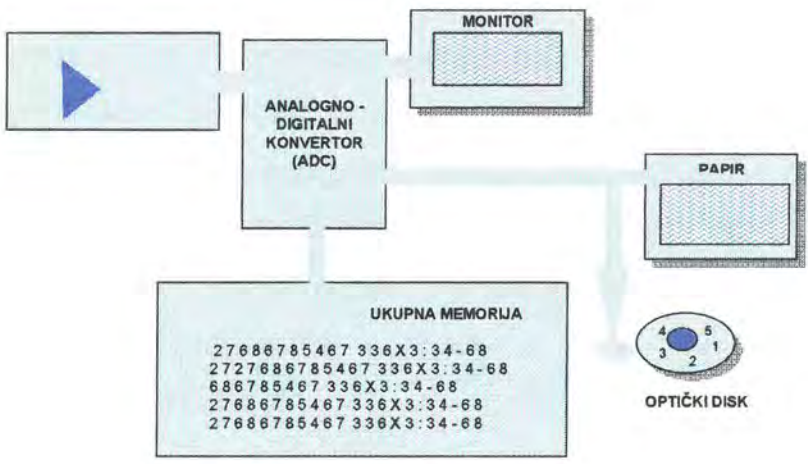 MONITOR
ANALOGNO -
DIGITALNI
KONVERTOR
(ADC)
PAPIR
UKUPNA MEMORIJA
27686785467 336X3:34-68
2727686785467 336X3:34-68
686785467 336X3:34-68
27686785467 336X3:34-68
27686785467 336X3:34-68
4 5
3 1
2
OPTIČKI DISK